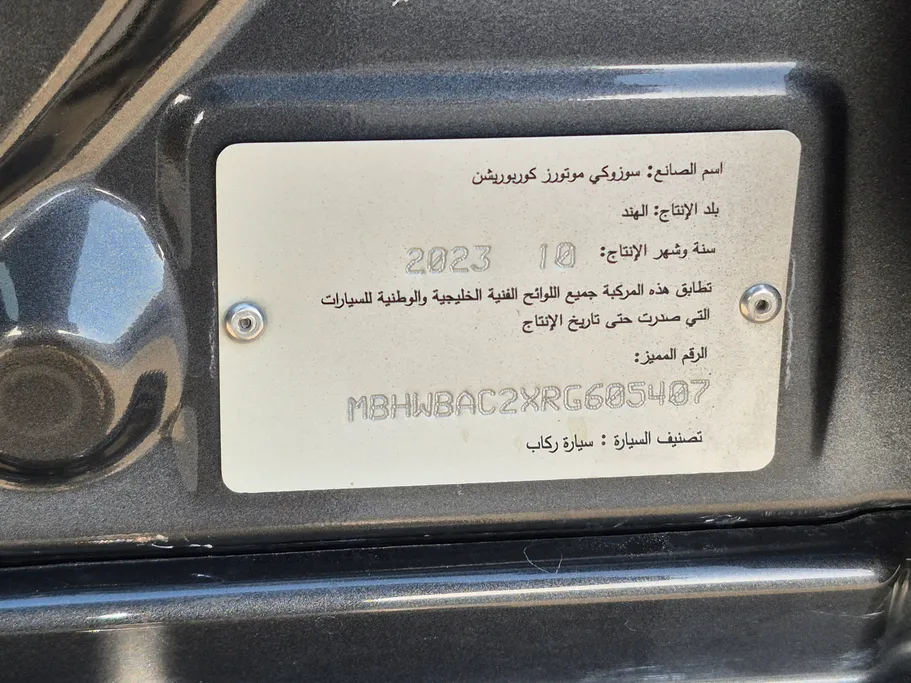 اسم الصانع: سوزوكي موتورز كوربوريشن
بلد الإنتاج: الهند
سنة وشهر الإنتاج: 10 2023
تطابق هذه المركبة جميع اللوائح الفنية الخليجية والوطنية للسيارات
التي صدرت حتى تاريخ الإنتاج
الرقم المميز:
MBHWBAC2XRG605407
تصنيف السيارة : سيارة ركاب